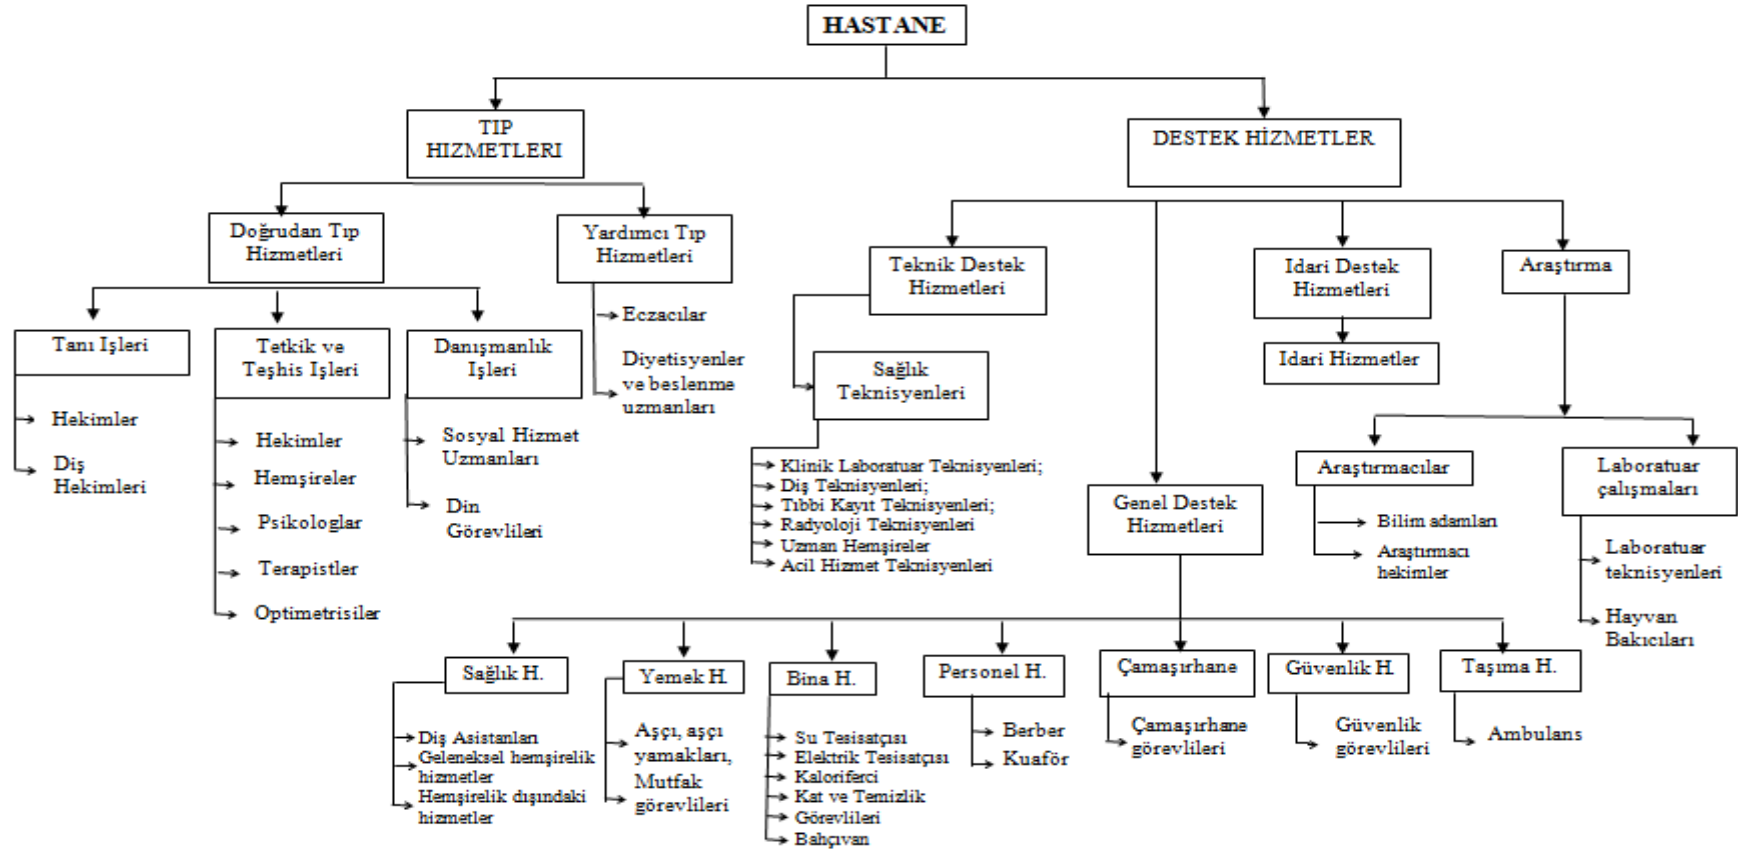 HASTANE
TIP
HIZMETLERI
DESTEK HİZMETLER
Doğrudan Tıp
Hizmetleri
Yardımcı Tıp
Hizmetleri
Teknik Destek
Hizmetleri
Idari Destek
Hizmetleri
Araştırma
Tanı Işleri
Tetkik ve
Teşhis Işleri
Danışmanlık
Işleri
Eczacılar
Diyetisyenler
ve beslenme
uzmanları
Sağlık
Teknisyenleri
Idari Hizmetler
Hekimler
Diş
Hekimleri
Hekimler
Hemşireler
Psikologlar
Terapistler
Optimetrisiler
Sosyal Hizmet
Uzmanları
Din
Görevlileri
Klinik Laboratuar Teknisyenleri;
Diş Teknisyenleri;
Tıbbi Kayıt Teknisyenleri;
Radyoloji Teknisyenleri
Uzman Hemşireler
Acil Hizmet Teknisyenleri
Genel Destek
Hizmetleri
Araştırmacılar
Bilim adamları
Araştırmacı
hekimler
Laboratuar
çalışmaları
Laboratuar
teknisyenleri
Hayvan
Bakıcıları
Sağlık H.
Yemek H.
Bina H.
Personel H.
Çamaşırhane
Güvenlik H.
Taşıma H.
Diş Asistanları
Geleneksel hemşirelik
hizmetler
Hemşirelik dışındaki
hizmetler
Aşçı, aşçı
yamakları,
Mutfak
görevlileri
Su Tesisatçısı
Elektrik Tesisatçısı
Kaloriferci
Kat ve Temizlik
Görevlileri
Bahçıvan
Berber
Kuaför
Çamaşırhane
görevlileri
Güvenlik
görevlileri
Ambulans